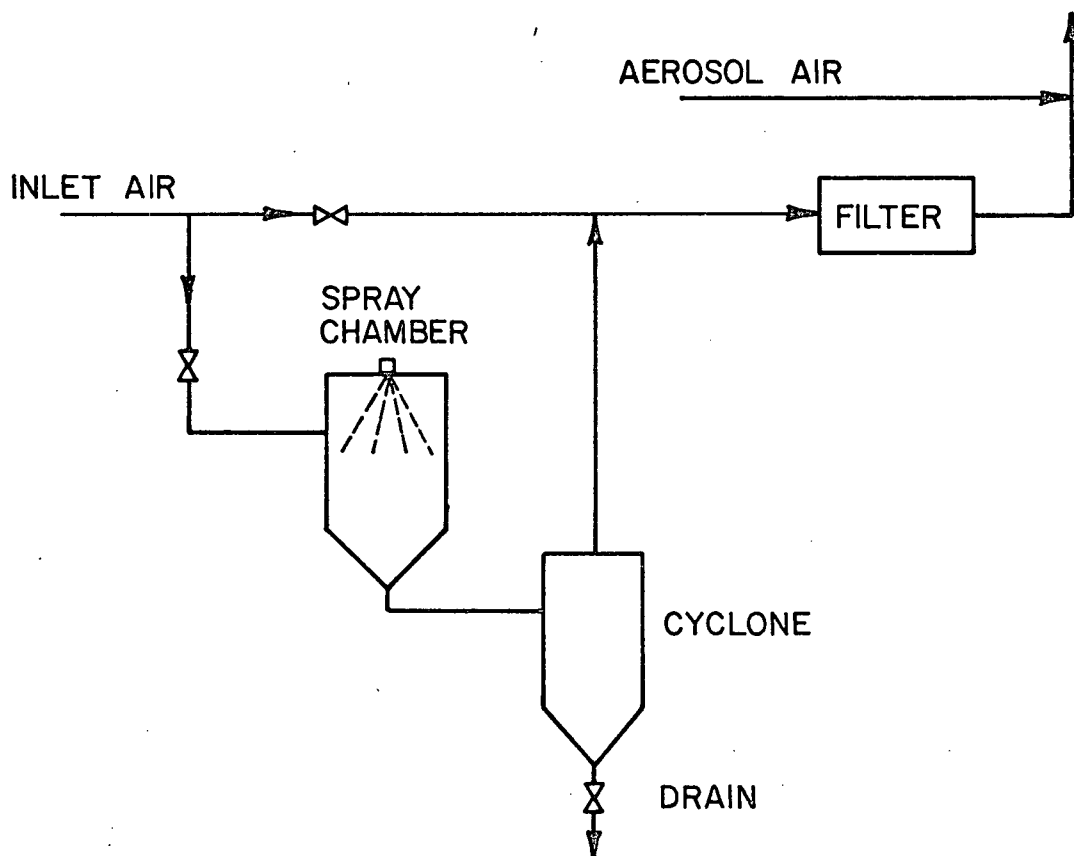 AEROSOL AIR
INLET AIR
FILTER
SPRAY
CHAMBER
CYCLONE
DRAIN